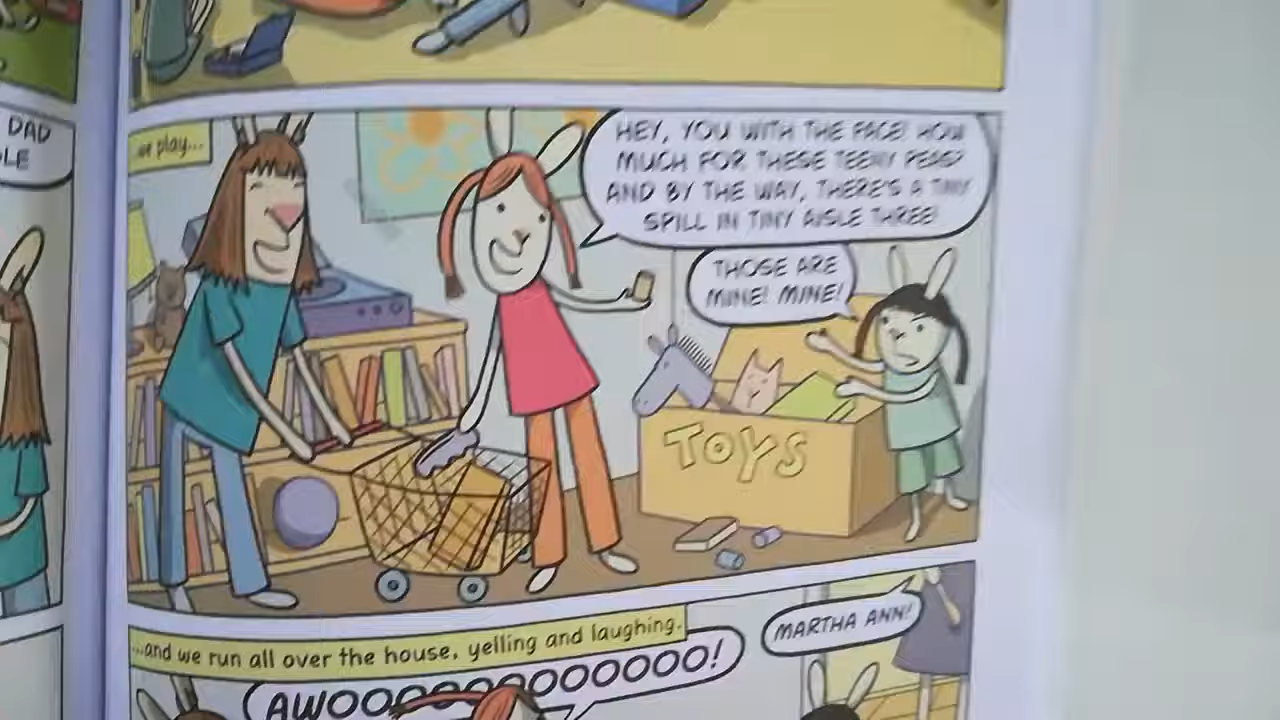 DAD
...we play...
HEY, YOU WITH THE FACE! HOW
MUCH FOR THESE TEENY PEAS?
AND BY THE WAY, THERE'S A TINY
SPILL IN TINY AISLE THREE!
THOSE ARE
MINE! MINE!
TOYS
...and we run all over the house, yelling and laughing.
MARTHA ANN!
AWOOOOOOOOOOOO!